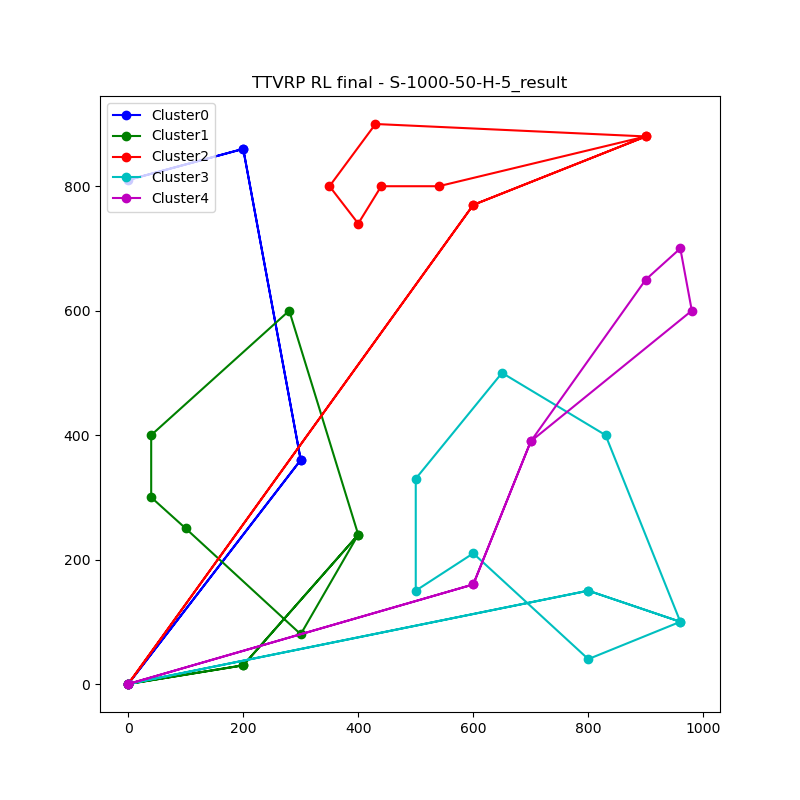 TTVRP RL final - S-1000-50-H-5_result
Cluster0
Cluster1
Cluster2
Cluster3
Cluster4
800
600
400
200
0
0 200 400 600 800 1000